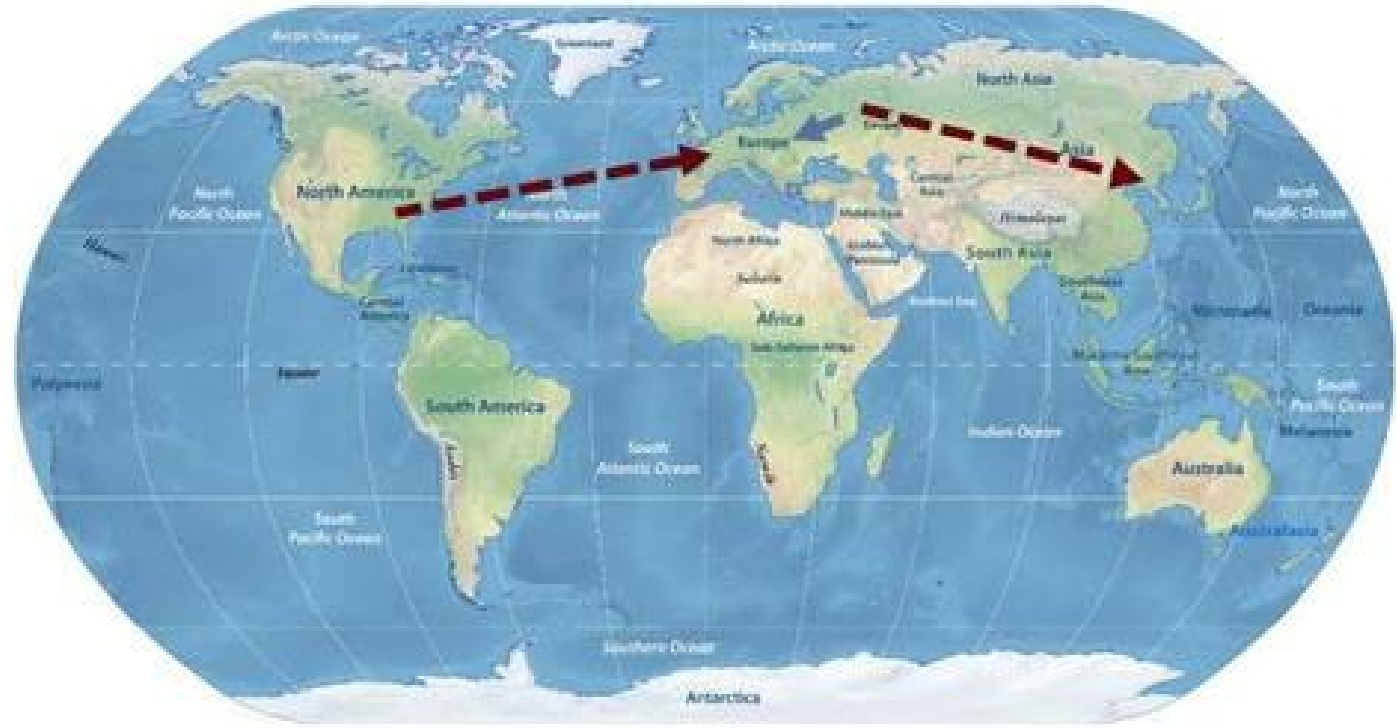 Arctic Ocean
Arctic Ocean
Greenland
North Asia
Europe
Asia
North America
Central
Asia
North
Pacific Ocean
North
Atlantic Ocean
North
Pacific Ocean
Himalayas
Hawaii
Middle East
North Africa
Arabian
Peninsula
South Asia
Caribbean
Sahara
Southeast
Asia
Central
America
Arabian Sea
Micronesia
Oceania
Africa
Sub-Saharan Africa
Maritime Southeast
Asia
Equator
Polynesia
South America
South
Pacific Ocean
Indian Ocean
Melanesia
South
Atlantic Ocean
Andes
Australia
South
Pacific Ocean
Australasia
Southern Ocean
Antarctica